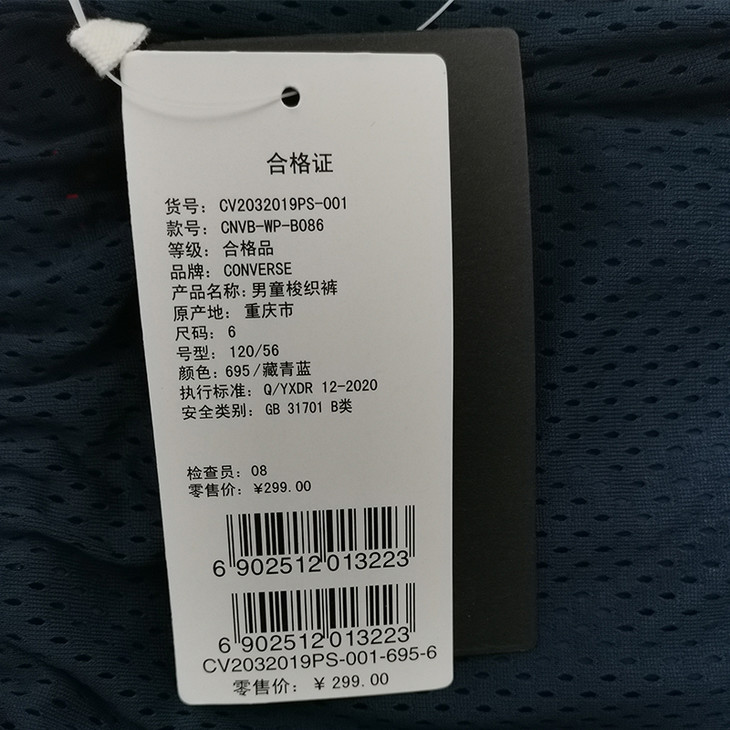 合格证
货号：CV2032019PS-001
款号：CNVB-WP-B086
等级：合格品
品牌：CONVERSE
产品名称：男童梭织裤
原产地：重庆市
尺码：6
号型：120/56
颜色：695/藏青蓝
执行标准：Q/YXDR 12-2020
安全类别：GB 31701 B类
检查员：08
零售价：¥299.00
6 902512 013223
6 902512 013223
CV2032019PS-001-695-6
零售价：¥ 299.00